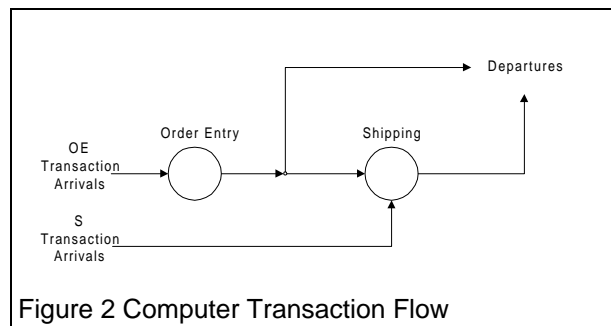 Departures
Order Entry
Shipping
OE
Transaction
Arrivals
S
Transaction
Arrivals
Figure 2 Computer Transaction Flow